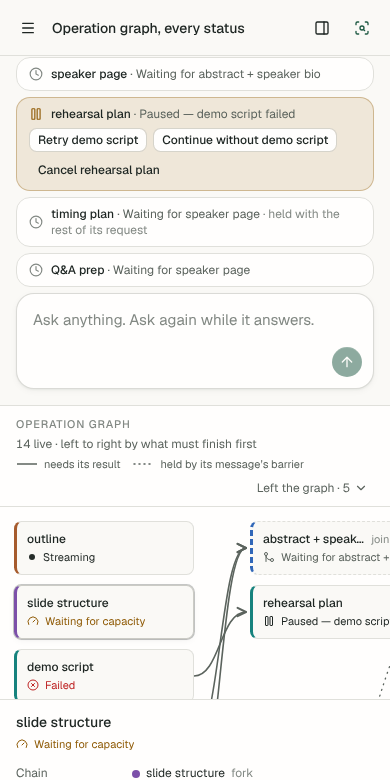 Operation graph, every status
speaker page · Waiting for abstract + speaker bio
rehearsal plan · Paused — demo script failed
Retry demo script
Continue without demo script
Cancel rehearsal plan
timing plan · Waiting for speaker page · held with the
rest of its request
Q&A prep · Waiting for speaker page
Ask anything. Ask again while it answers.
OPERATION GRAPH
14 live · left to right by what must finish first
needs its result
held by its message's barrier
Left the graph · 5
outline
Streaming
abstract + speak… join
Waiting for abstract +
slide structure
Waiting for capacity
rehearsal plan
Paused — demo scrip
demo script
Failed
slide structure
Waiting for capacity
Chain
slide structure fork